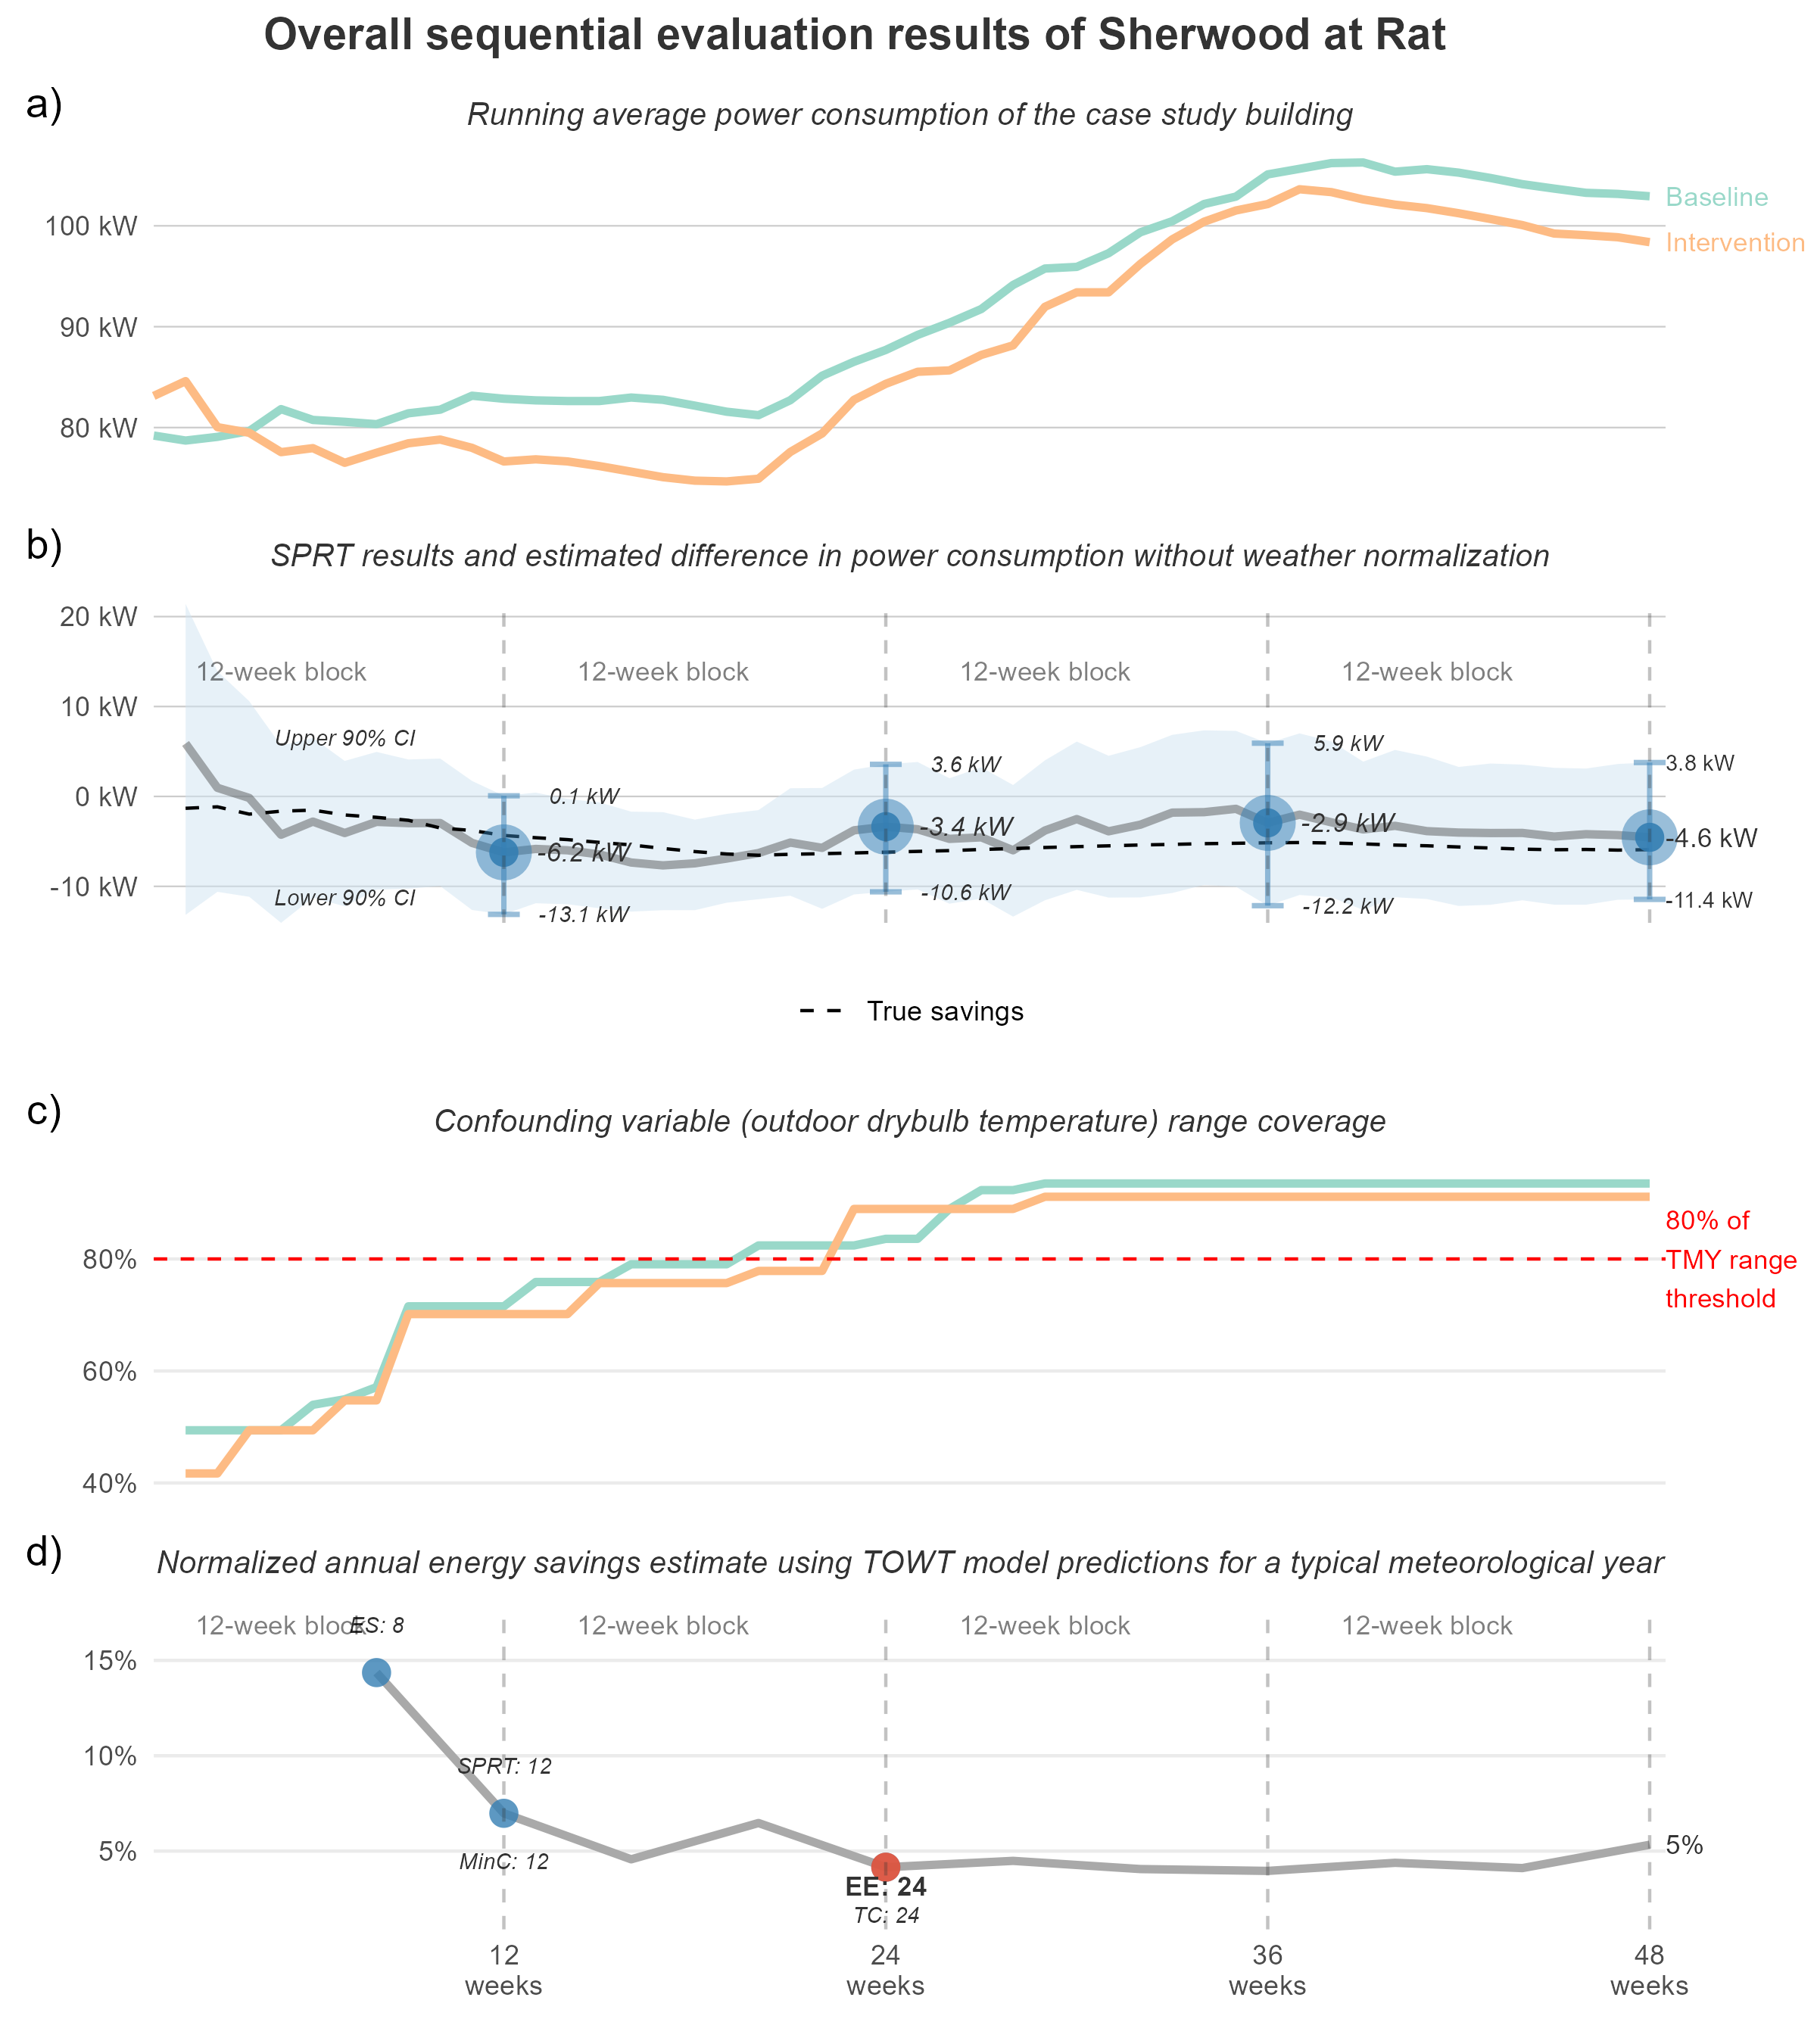 Overall sequential evaluation results of Sherwood at Rat
a)
Running average power consumption of the case study building
100 kW
90 kW
80 kW
Baseline
Intervention
b)
SPRT results and estimated difference in power consumption without weather normalization
20 kW
10 kW
0 kW
-10 kW
12-week block
12-week block
12-week block
12-week block
Upper 90% CI
Lower 90% CI
0.1 kW
-6.2 kW
-13.1 kW
3.6 kW
-3.4 kW
-10.6 kW
5.9 kW
-2.9 kW
-12.2 kW
3.8 kW
-4.6 kW
-11.4 kW
True savings
c)
Confounding variable (outdoor drybulb temperature) range coverage
80%
60%
40%
80% of
TMY range
threshold
d)
Normalized annual energy savings estimate using TOWT model predictions for a typical meteorological year
12-week block
12-week block
12-week block
12-week block
15%
10%
5%
ES: 8
SPRT: 12
MinC: 12
EE: 24
TC: 24
5%
12
weeks
24
weeks
36
weeks
48
weeks